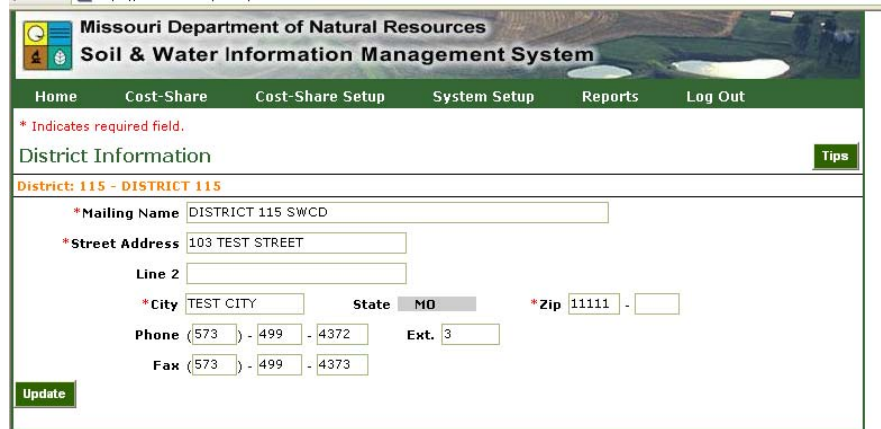 Missouri Department of Natural Resources
Soil & Water Information Management System
Home Cost-Share Cost-Share Setup System Setup Reports Log Out
* Indicates required field.
District Information Tips
District: 115 - DISTRICT 115
*Mailing Name DISTRICT 115 SWCD
*Street Address 103 TEST STREET
Line 2
*City TEST CITY State MO *Zip 11111 -
Phone (573) - 499 - 4372 Ext. 3
Fax (573) - 499 - 4373
Update